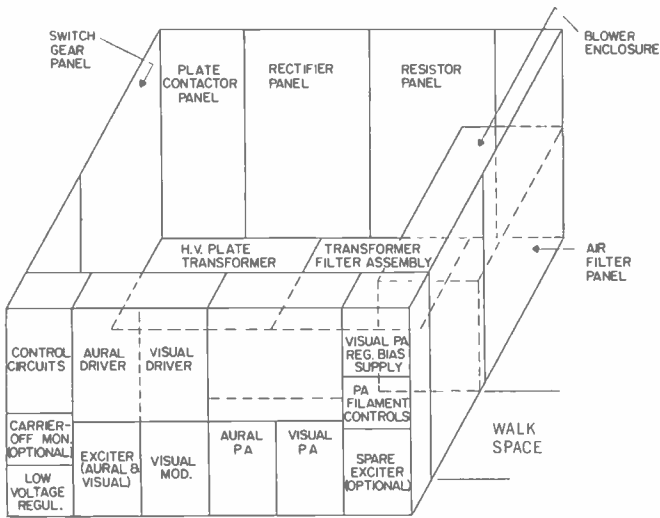 SWITCH
GEAR
PANEL
BLOWER
ENCLOSURE
PLATE
CONTACTOR
PANEL
RECTIFIER
PANEL
RESISTOR
PANEL
H.V. PLATE
TRANSFORMER
TRANSFORMER
FILTER ASSEMBLY
AIR
FILTER
PANEL
CONTROL
CIRCUITS
AURAL
DRIVER
VISUAL
DRIVER
VISUAL PA
REG. BIAS
SUPPLY
PA
FILAMENT
CONTROLS
CARRIER-
OFF MON.
(OPTIONAL)
LOW
VOLTAGE
REGUL.
EXCITER
(AURAL &
VISUAL)
VISUAL
MOD.
AURAL
PA
VISUAL
PA
SPARE
EXCITER
(OPTIONAL)
WALK
SPACE